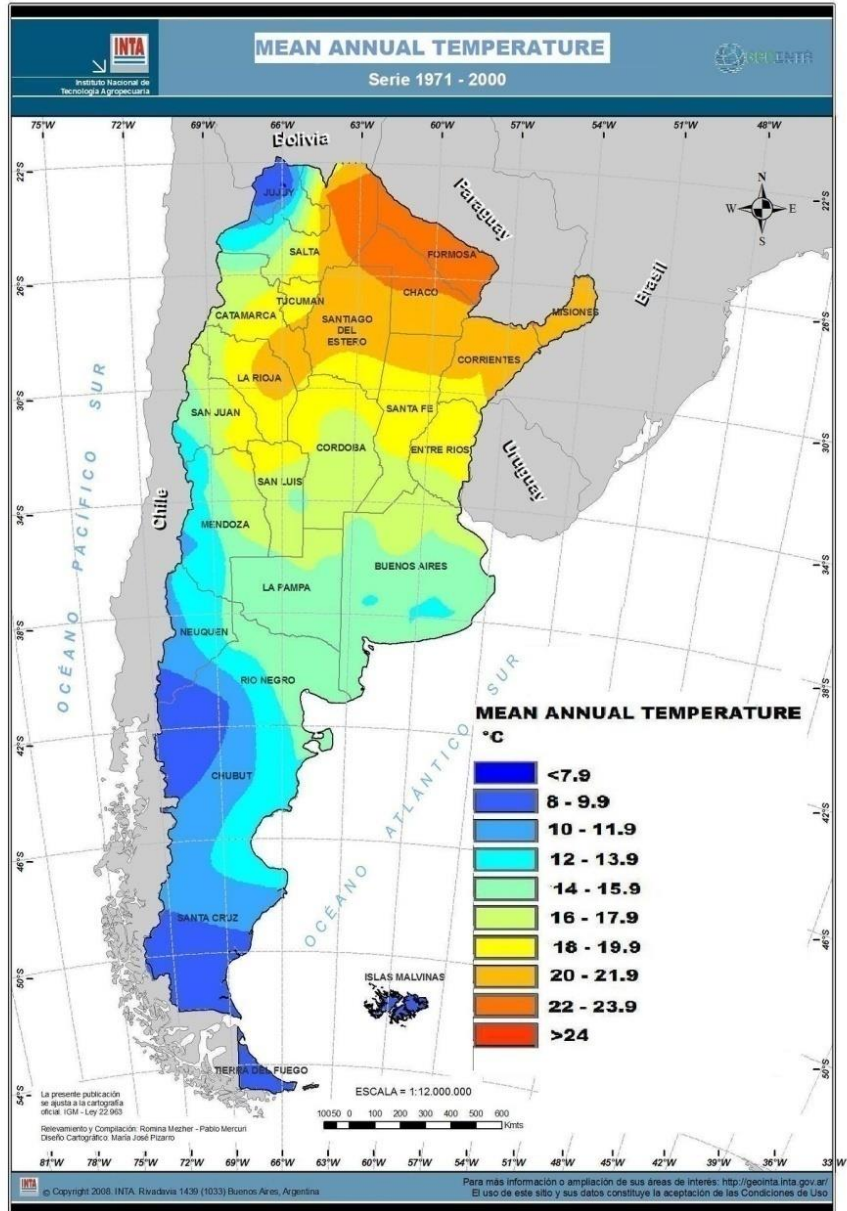 INTA
Instituto Nacional de
Tecnología Agropecuaria
MEAN ANNUAL TEMPERATURE
Serie 1971 - 2000
GEOINTA
75°W 72°W 69°W 66°W 63°W 60°W 57°W 54°W 51°W 48°W
22°S
26°S
30°S
34°S
38°S
42°S
46°S
50°S
54°S
22°S
26°S
30°S
34°S
38°S
42°S
46°S
50°S
N
W E
S
Bolivia
Paraguay
Brasil
Uruguay
Chile
OCÉANO PACÍFICO SUR
OCÉANO ATLÁNTICO SUR
JUJUY
SALTA
FORMOSA
CHACO
TUCUMAN
CATAMARCA
SANTIAGO
DEL
ESTERO
MISIONES
CORRIENTES
LA RIOJA
SANTA FE
SAN JUAN
CORDOBA
ENTRE RIOS
SAN LUIS
MENDOZA
BUENOS AIRES
LA PAMPA
NEUQUEN
RIO NEGRO
CHUBUT
SANTA CRUZ
ISLAS MALVINAS
TIERRA DEL FUEGO
MEAN ANNUAL TEMPERATURE
°C
<7.9
8 - 9.9
10 - 11.9
12 - 13.9
14 - 15.9
16 - 17.9
18 - 19.9
20 - 21.9
22 - 23.9
>24
La presente publicación
se ajusta a la cartografía
oficial. IGM - Ley 22.963
Relevamiento y Compilación: Romina Mezher - Pablo Mercuri
Diseño Cartográfico: María José Pizarro
ESCALA = 1:12.000.000
10050 0 100 200 300 400 500 600
Kmts
81°W 78°W 75°W 72°W 69°W 66°W 63°W 60°W 57°W 54°W 51°W 48°W 45°W 42°W 39°W 36°W 33°W
INTA
© Copyright 2008. INTA. Rivadavia 1439 (1033) Buenos Aires, Argentina
Para más información o ampliación de sus áreas de interés: http://geointa.inta.gov.ar/
El uso de este sitio y sus datos constituye la aceptación de las Condiciones de Uso